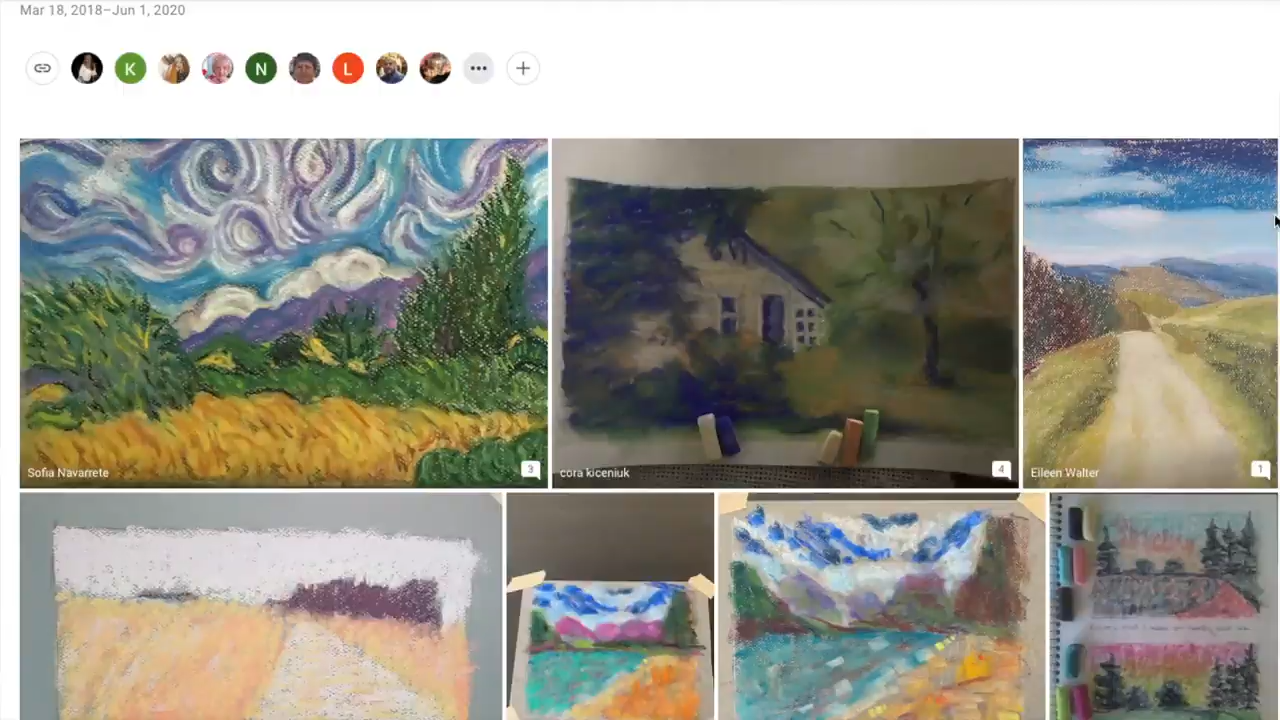 Mar 18, 2018–Jun 1, 2020
K
N
L
Sofia Navarrete
3
cora kiceniuk
4
Eileen Walter
1